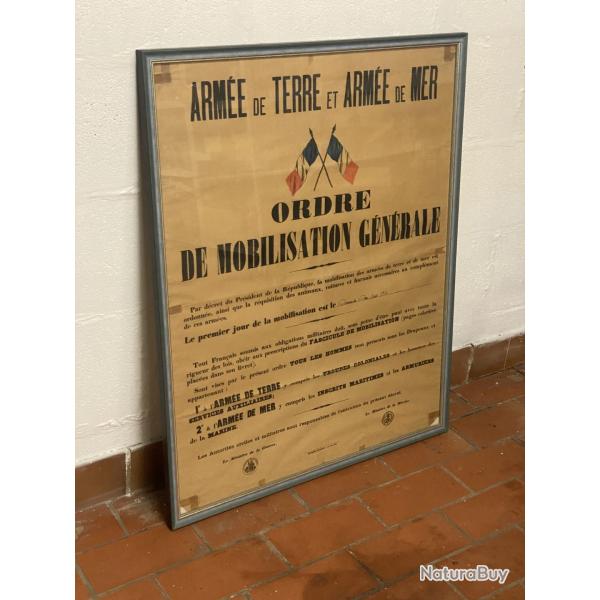 ARMÉE DE TERRE ET ARMÉE DE MER
ORDRE
DE MOBILISATION GÉNÉRALE
Par décret du Président de la République, la mobilisation des armées de terre et de mer est
ordonnée, ainsi que la réquisition des animaux, voitures et harnais nécessaires au complément
de ces armées.
Le premier jour de la mobilisation est le
Tout Français soumis aux obligations militaires doit, sous peine d'être puni avec toute la
rigueur des lois, obéir aux prescriptions du FASCICULE DE MOBILISATION (pages coloriées
placées dans son livret).
Sont visés par le présent ordre TOUS LES HOMMES non présents sous les Drapeaux et
appartenant :
1° à l'ARMÉE DE TERRE y compris les TROUPES COLONIALES et les hommes des
SERVICES AUXILIAIRES;
2° à l'ARMÉE DE MER y compris les INSCRITS MARITIMES et les ARMURIERS
de la MARINE.
Les Autorités civiles et militaires sont responsables de l'exécution du présent décret.
Le Ministre de la Guerre,
Le Ministre de la Marine,
NaturaBuy